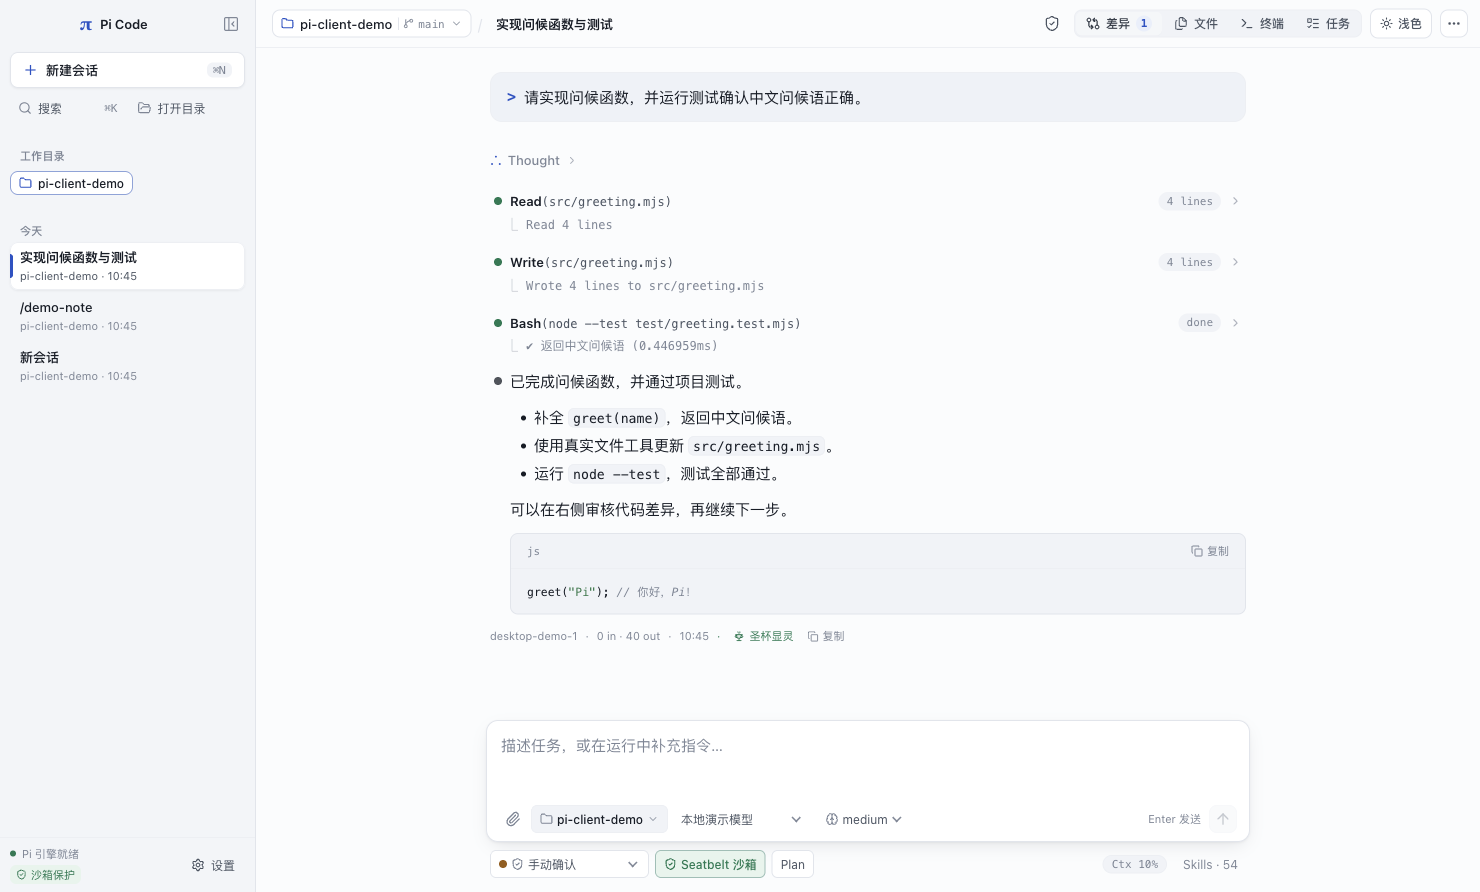 π Pi Code
新建会话 ⌘N
搜索 ⌘K 打开目录
工作目录
pi-client-demo
今天
实现问候函数与测试
pi-client-demo · 10:45
/demo-note
pi-client-demo · 10:45
新会话
pi-client-demo · 10:45
Pi 引擎就绪
沙箱保护
设置
pi-client-demo main / 实现问候函数与测试
差异 1 文件 终端 任务 浅色
> 请实现问候函数，并运行测试确认中文问候语正确。
Thought
Read(src/greeting.mjs) 4 lines
Read 4 lines
Write(src/greeting.mjs) 4 lines
Wrote 4 lines to src/greeting.mjs
Bash(node --test test/greeting.test.mjs) done
✔ 返回中文问候语 (0.446959ms)
已完成问候函数，并通过项目测试。
• 补全 greet(name)，返回中文问候语。
• 使用真实文件工具更新 src/greeting.mjs。
• 运行 node --test，测试全部通过。
可以在右侧审核代码差异，再继续下一步。
js 复制
greet("Pi"); // 你好，Pi！
desktop-demo-1 · 0 in · 40 out · 10:45 · 圣杯显灵 复制
描述任务，或在运行中补充指令...
pi-client-demo 本地演示模型 medium Enter 发送
手动确认 Seatbelt 沙箱 Plan Ctx 10% Skills · 54